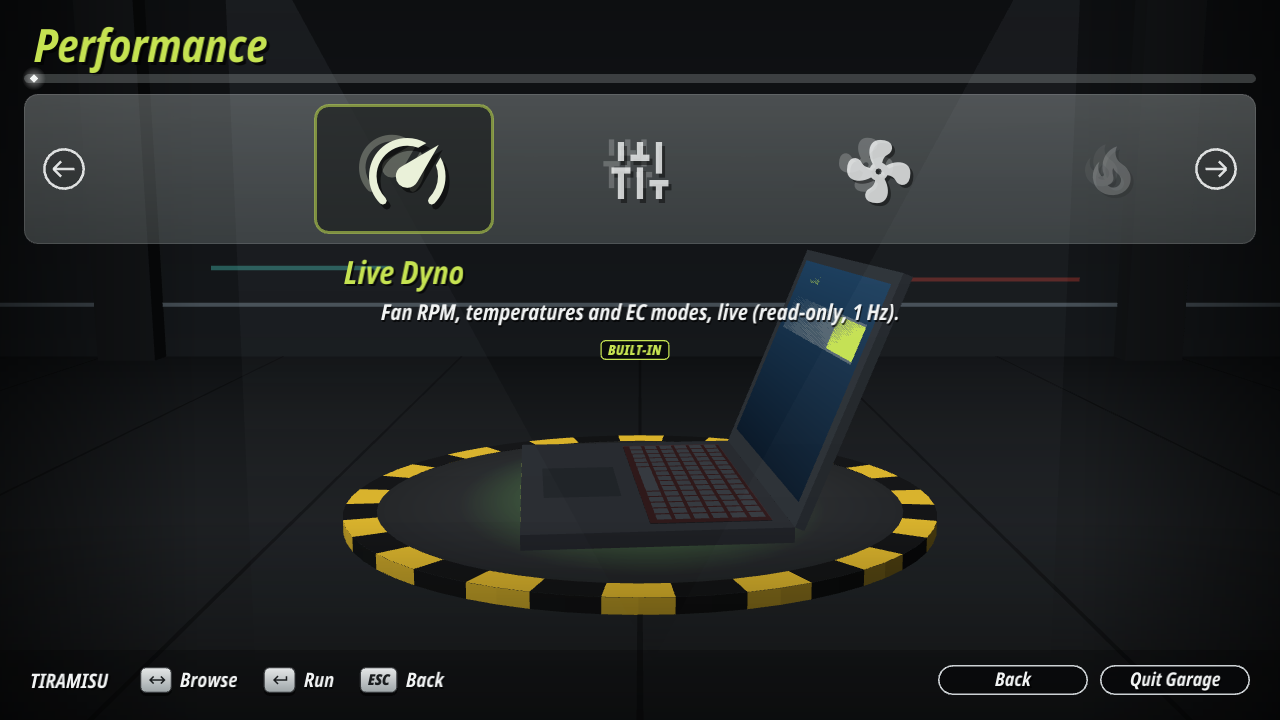 Performance
Live Dyno
Fan RPM, temperatures and EC modes, live (read-only, 1 Hz).
BUILT-IN
TIRAMISU
Browse
Run
ESC
Back
Back
Quit Garage